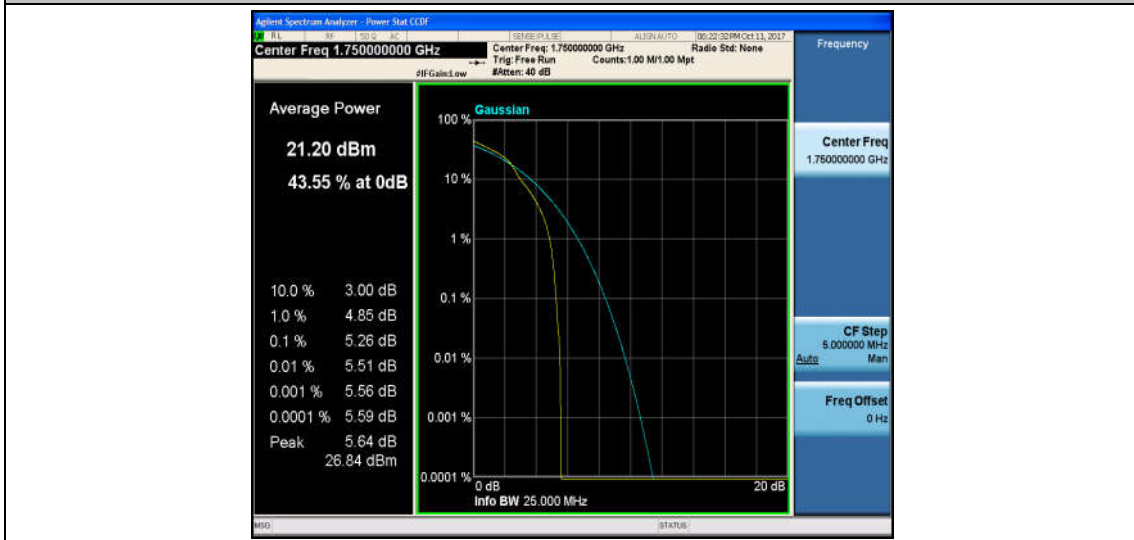 Agilent Spectrum Analyzer - Power Stat CCDF
RL RF 50 Ω AC SENSE:PULSE ALIGN AUTO 06:22:32 PM Oct 11, 2017
Center Freq 1.750000000 GHz
Center Freq: 1.750000000 GHz Radio Std: None
Trig: Free Run Counts:1.00 M/1.00 Mpt
#IFGain:Low #Atten: 40 dB
Frequency
Average Power
21.20 dBm
43.55 % at 0dB
10.0 % 3.00 dB
1.0 % 4.85 dB
0.1 % 5.26 dB
0.01 % 5.51 dB
0.001 % 5.56 dB
0.0001 % 5.59 dB
Peak 5.64 dB
26.84 dBm
Gaussian
100 %
10 %
1 %
0.1 %
0.01 %
0.001 %
0.0001 %
0 dB 20 dB
Info BW 25.000 MHz
Center Freq
1.750000000 GHz
CF Step
5.000000 MHz
Auto Man
Freq Offset
0 Hz
MSG STATUS